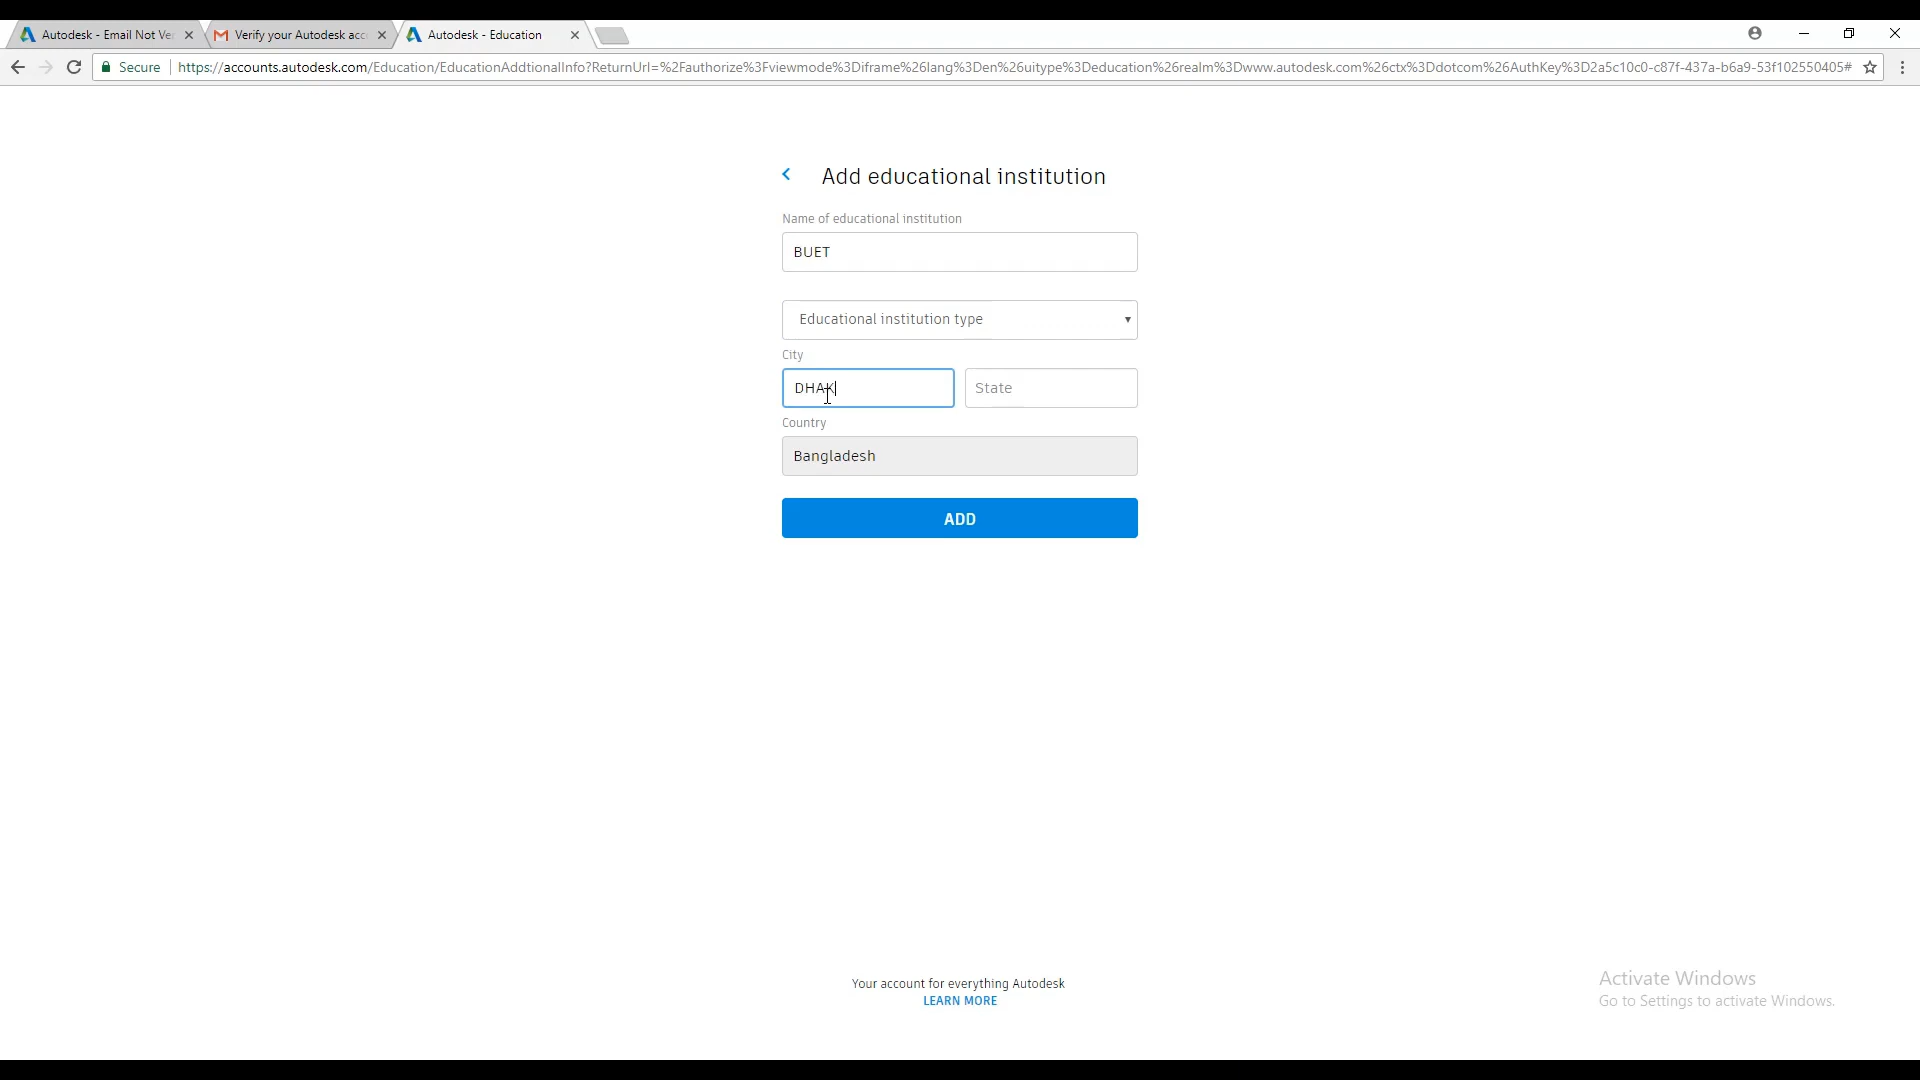 Autodesk - Email Not Ve
Verify your Autodesk acc
Autodesk - Education
Secure
https://accounts.autodesk.com/Education/EducationAddtionalInfo?ReturnUrl=%2Fauthorize%3Fviewmode%3Diframe%26lang%3Den%26uitype%3Deducation%26realm%3Dwww.autodesk.com%26ctx%3Ddotcom%26AuthKey%3D2a5c10c0-c87f-437a-b6a9-53f102550405#
Add educational institution
Name of educational institution
BUET
Educational institution type
City
DHAK
State
Country
Bangladesh
ADD
Your account for everything Autodesk
LEARN MORE
Activate Windows
Go to Settings to activate Windows.